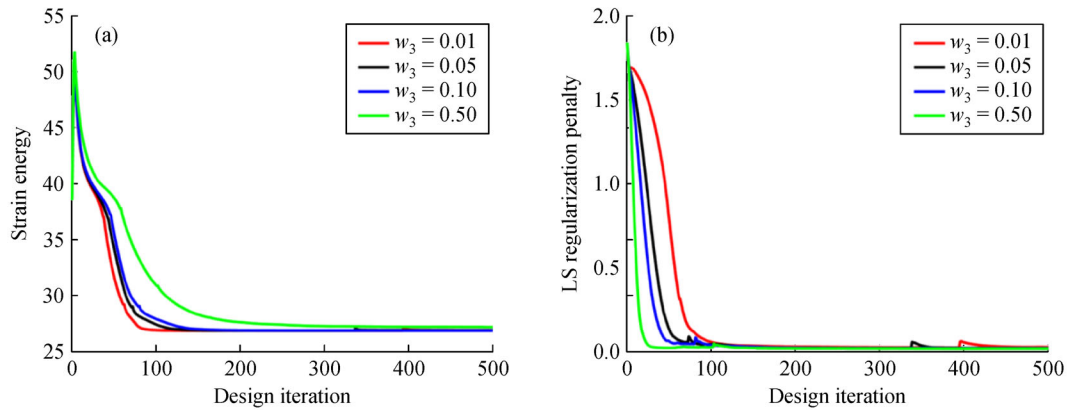 (a)
w₃ = 0.01
w₃ = 0.05
w₃ = 0.10
w₃ = 0.50
Strain energy
55
50
45
40
35
30
25
0
100
200
300
400
500
Design iteration
(b)
w₃ = 0.01
w₃ = 0.05
w₃ = 0.10
w₃ = 0.50
LS regularization penalty
2.0
1.5
1.0
0.5
0.0
0
100
200
300
400
500
Design iteration